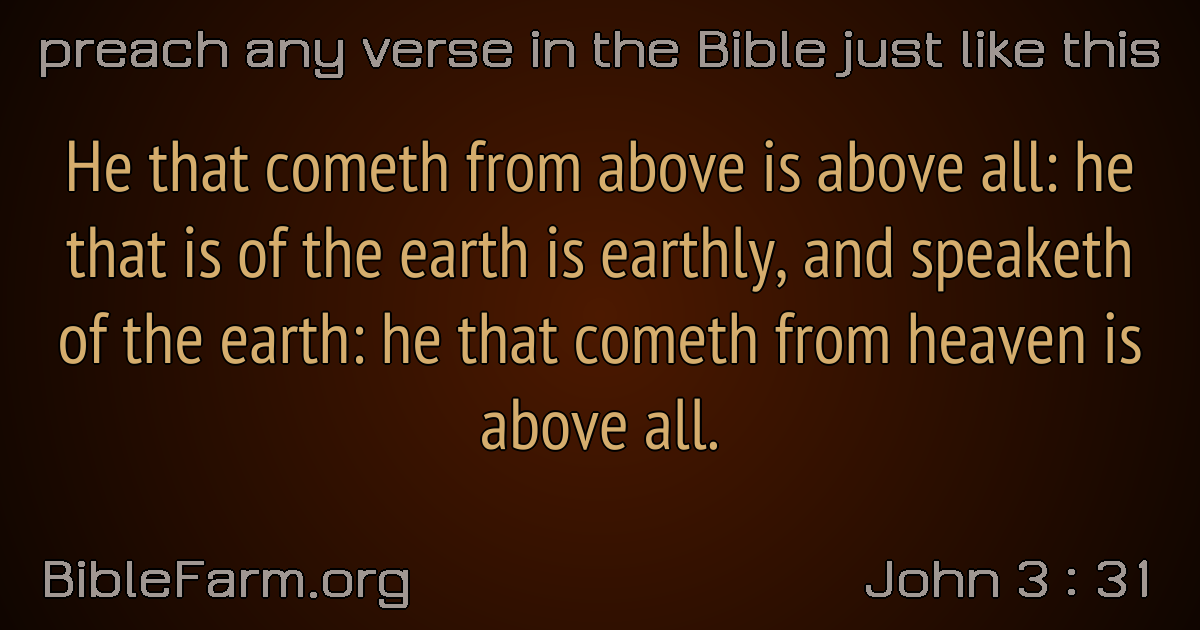 preach any verse in the Bible just like this
He that cometh from above is above all: he
that is of the earth is earthly, and speaketh
of the earth: he that cometh from heaven is
above all.
BibleFarm.org
John 3 : 31